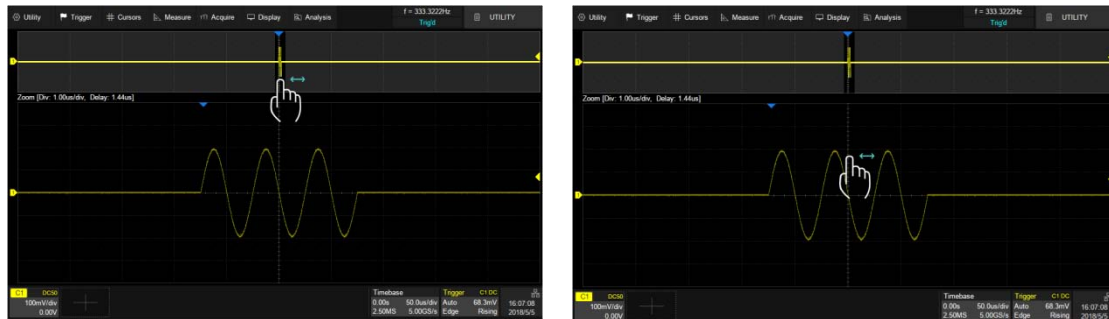 Utility Trigger Cursors Measure Acquire Display Analysis f = 333.3222Hz Trig'd UTILITY
Zoom [Div: 1.00us/div, Delay: 1.44us]
C1 DC50
100mV/div
0.00V
Timebase
0.00s 50.0us/div
2.50MS 5.00GS/s
Trigger C1 DC
Auto 68.3mV
Edge Rising
16:07:08
2018/5/5
Utility Trigger Cursors Measure Acquire Display Analysis f = 333.3222Hz Trig'd UTILITY
Zoom [Div: 1.00us/div, Delay: 1.44us]
C1 DC50
100mV/div
0.00V
Timebase
0.00s 50.0us/div
2.50MS 5.00GS/s
Trigger C1 DC
Auto 68.3mV
Edge Rising
16:07:08
2018/5/5